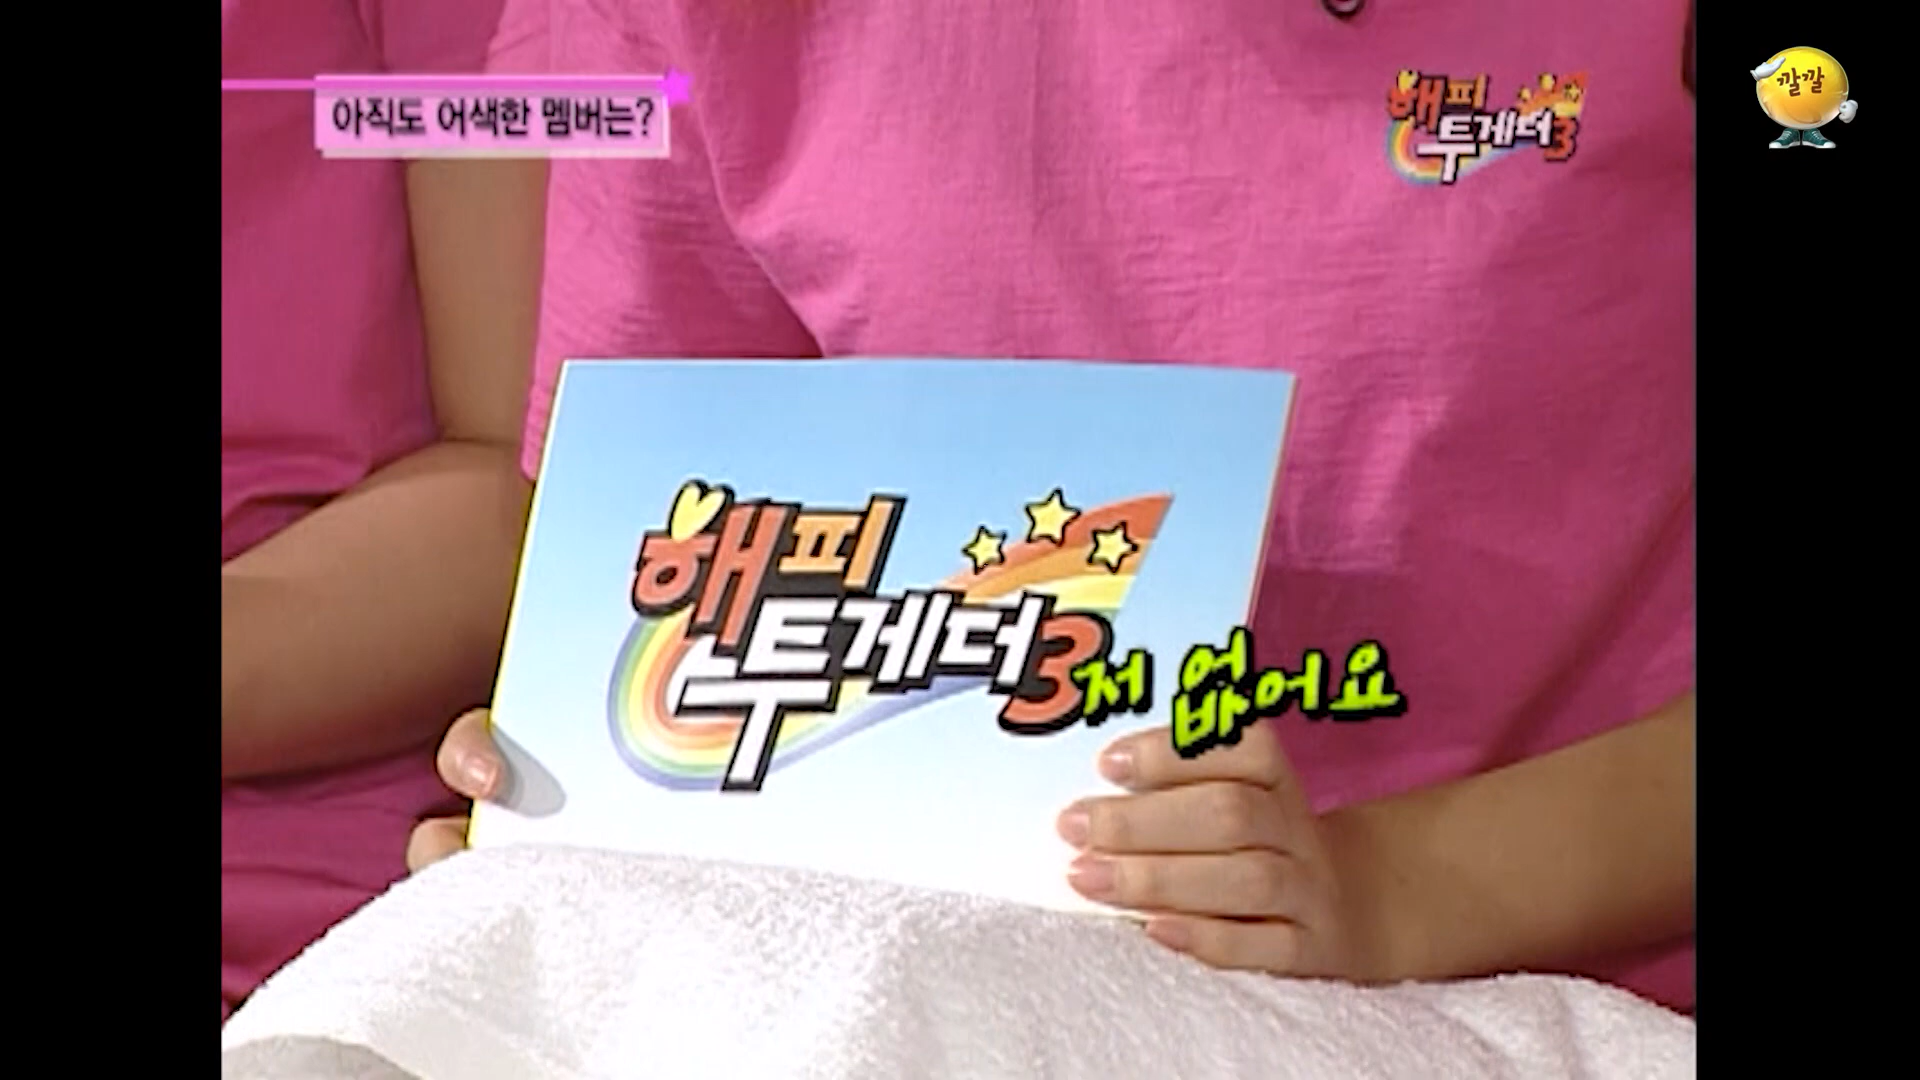 아직도 어색한 멤버는?
해피
투게더3
깔깔
해피
투게더3
저 없어요